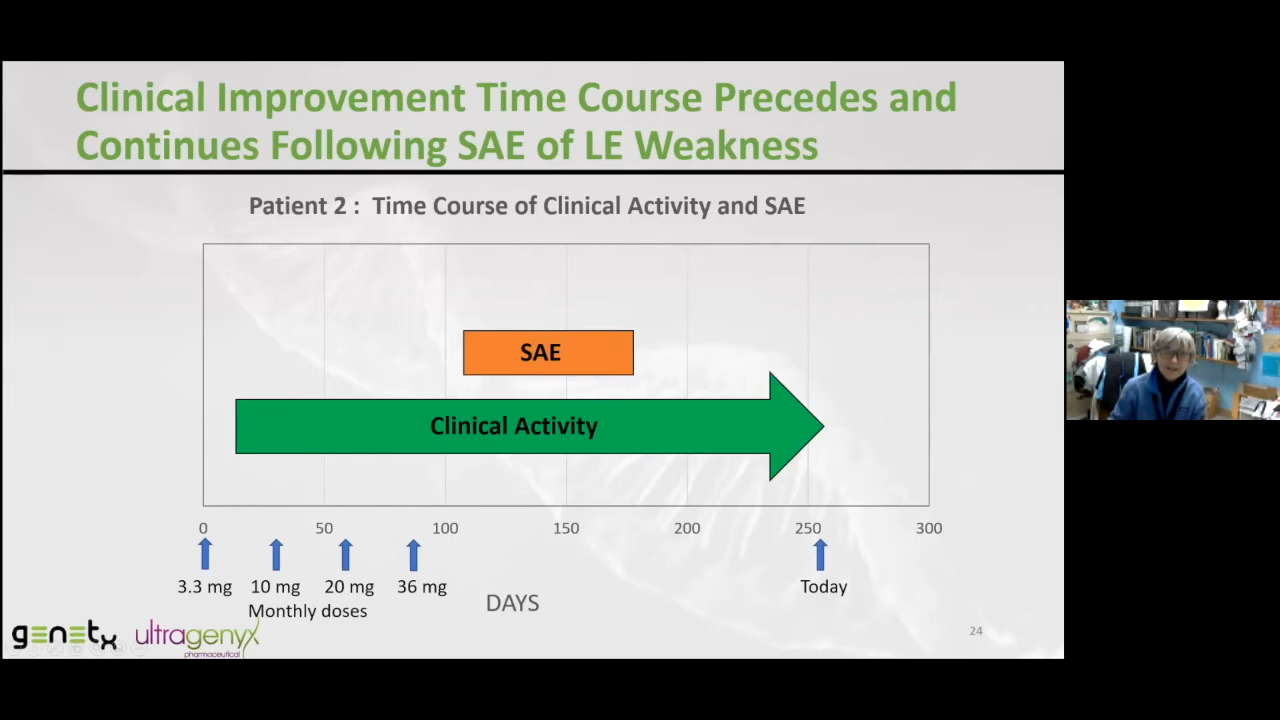 Clinical Improvement Time Course Precedes and
Continues Following SAE of LE Weakness
Patient 2 : Time Course of Clinical Activity and SAE
SAE
Clinical Activity
0 50 100 150 200 250 300
3.3 mg 10 mg 20 mg 36 mg Today
Monthly doses
DAYS
genetx ultragenyx
pharmaceutical
24